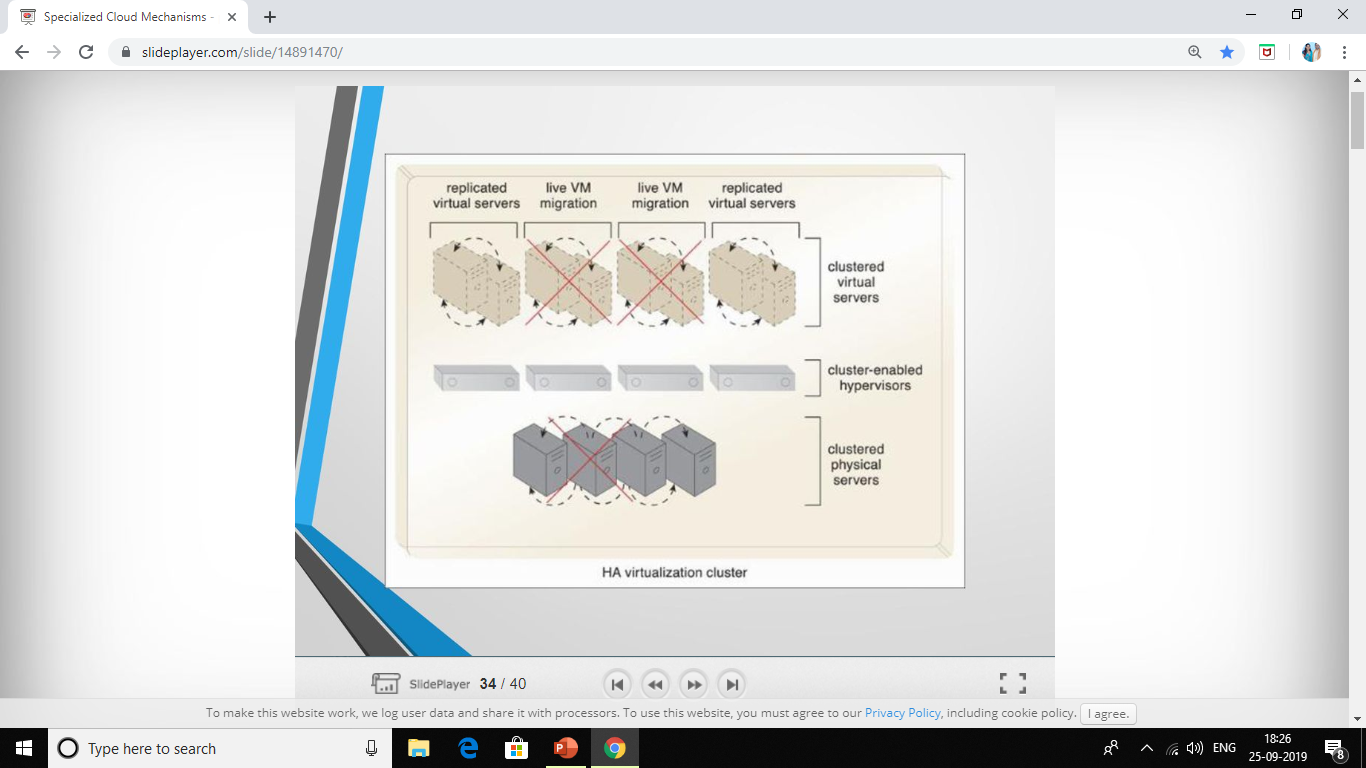 Specialized Cloud Mechanisms -
slideplayer.com/slide/14891470/
replicated
virtual servers
live VM
migration
live VM
migration
replicated
virtual servers
clustered
virtual
servers
cluster-enabled
hypervisors
clustered
physical
servers
HA virtualization cluster
SlidePlayer 34 / 40
To make this website work, we log user data and share it with processors. To use this website, you must agree to our Privacy Policy, including cookie policy. I agree.
Type here to search
ENG
18:26
25-09-2019
8